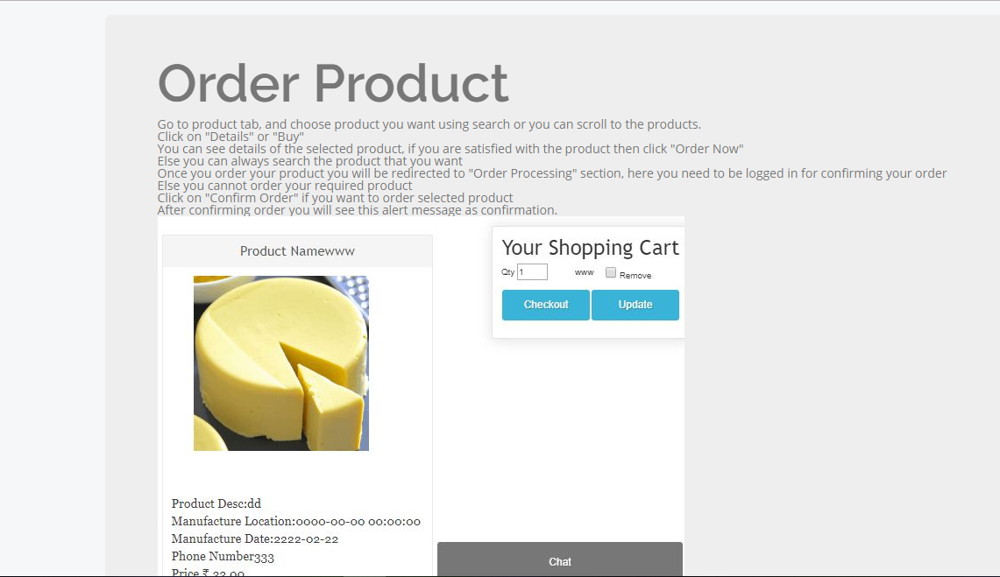 Order Product
Go to product tab, and choose product you want using search or you can scroll to the products.
Click on "Details" or "Buy"
You can see details of the selected product, if you are satisfied with the product then click "Order Now"
Else you can always search the product that you want
Once you order your product you will be redirected to "Order Processing" section, here you need to be logged in for confirming your order
Else you cannot order your required product
Click on "Confirm Order" if you want to order selected product
After confirming order you will see this alert message as confirmation.
Product Namewww
Product Desc:dd
Manufacture Location:0000-00-00 00:00:00
Manufacture Date:2222-02-22
Phone Number333
Price ₹ 33.00
Your Shopping Cart
Qty 1 www Remove
Checkout Update
Chat